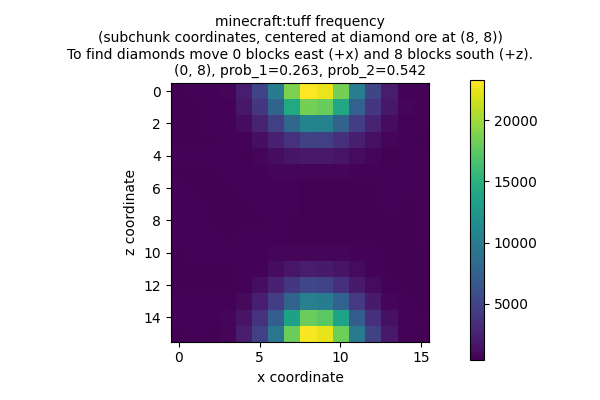 minecraft:tuff frequency
(subchunk coordinates, centered at diamond ore at (8, 8))
To find diamonds move 0 blocks east (+x) and 8 blocks south (+z).
(0, 8), prob_1=0.263, prob_2=0.542
0
2
4
6
8
10
12
14
z coordinate
0
5
10
15
x coordinate
20000
15000
10000
5000